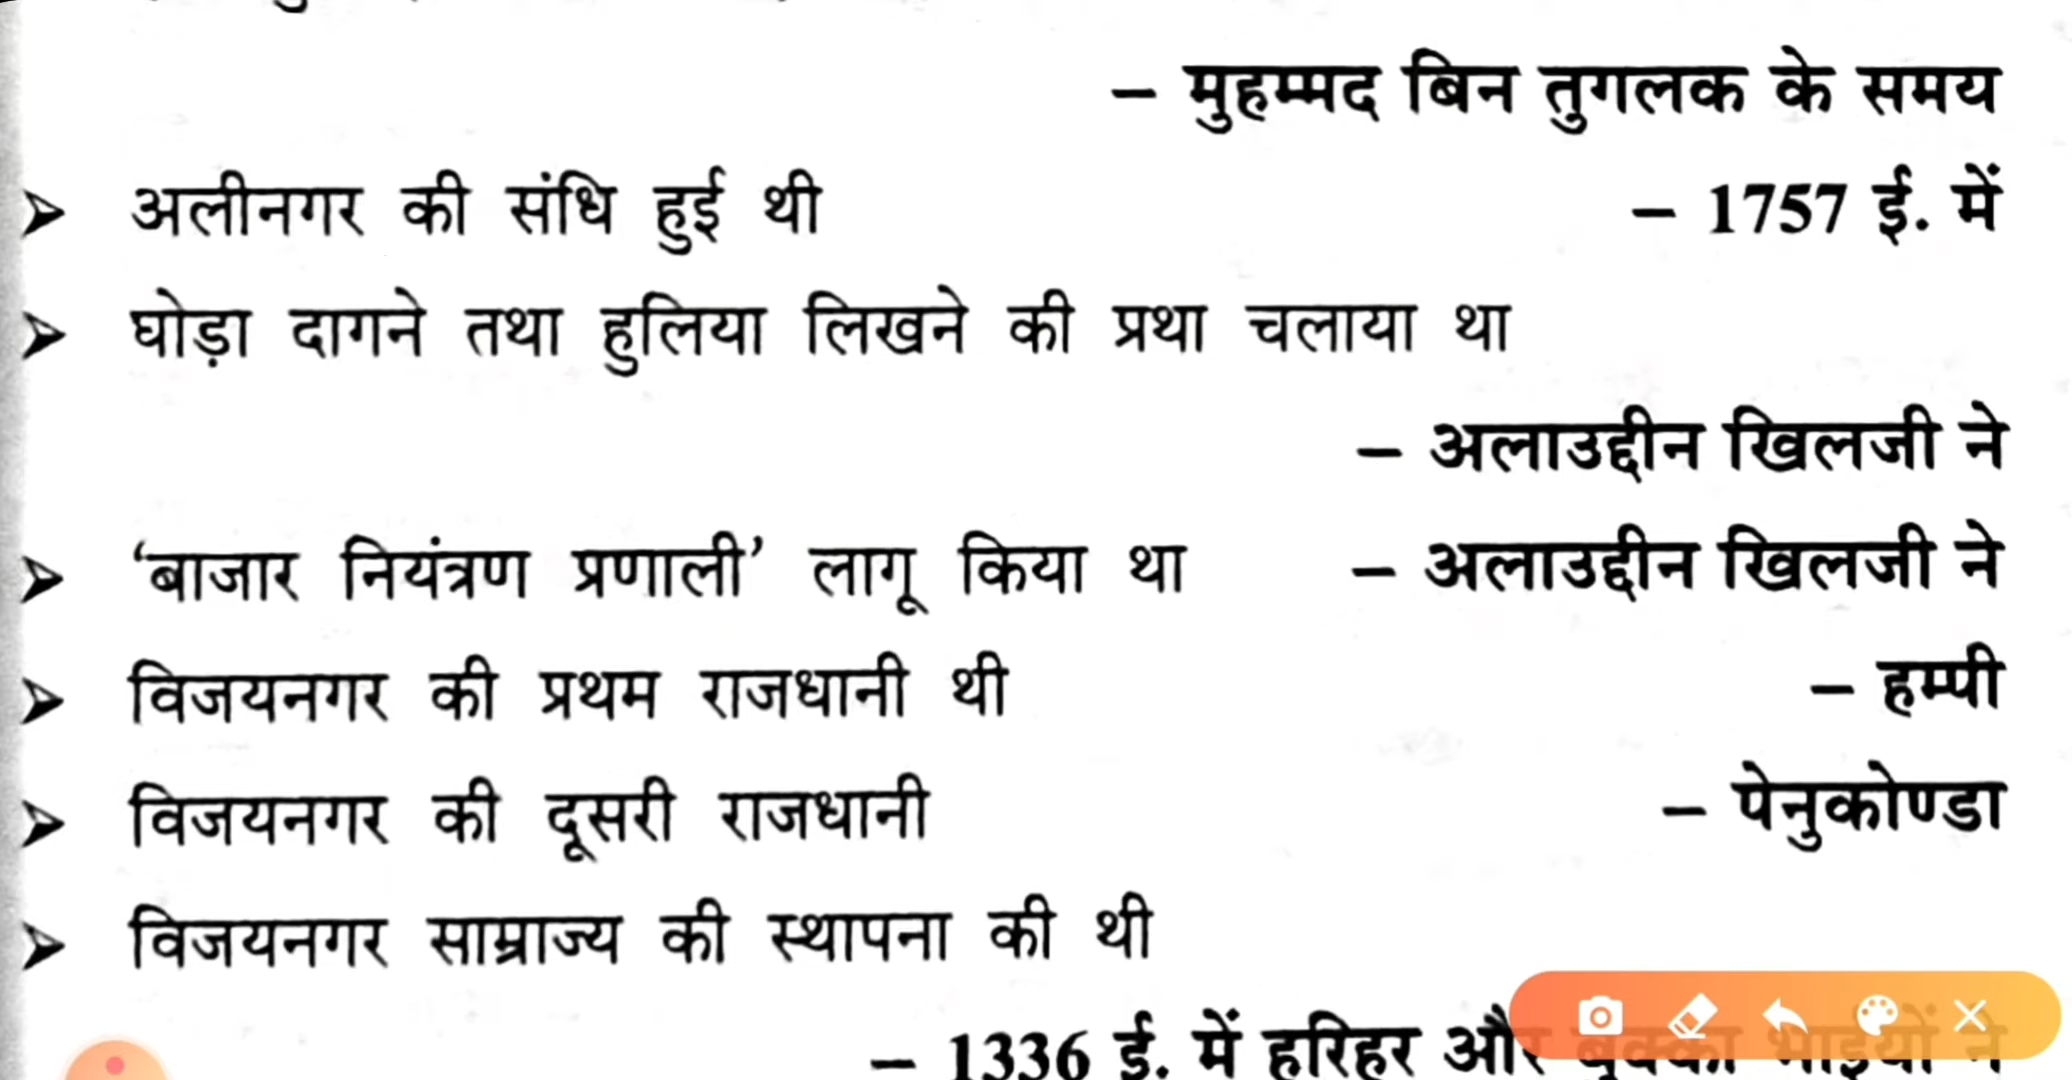 – मुहम्मद बिन तुगलक के समय
➢ अलीनगर की संधि हुई थी – 1757 ई. में
➢ घोड़ा दागने तथा हुलिया लिखने की प्रथा चलाया था
– अलाउद्दीन खिलजी ने
➢ ‘बाजार नियंत्रण प्रणाली’ लागू किया था – अलाउद्दीन खिलजी ने
➢ विजयनगर की प्रथम राजधानी थी – हम्पी
➢ विजयनगर की दूसरी राजधानी – पेनुकोण्डा
➢ विजयनगर साम्राज्य की स्थापना की थी
– 1336 ई. में हरिहर और बुक्का भाइयों ने